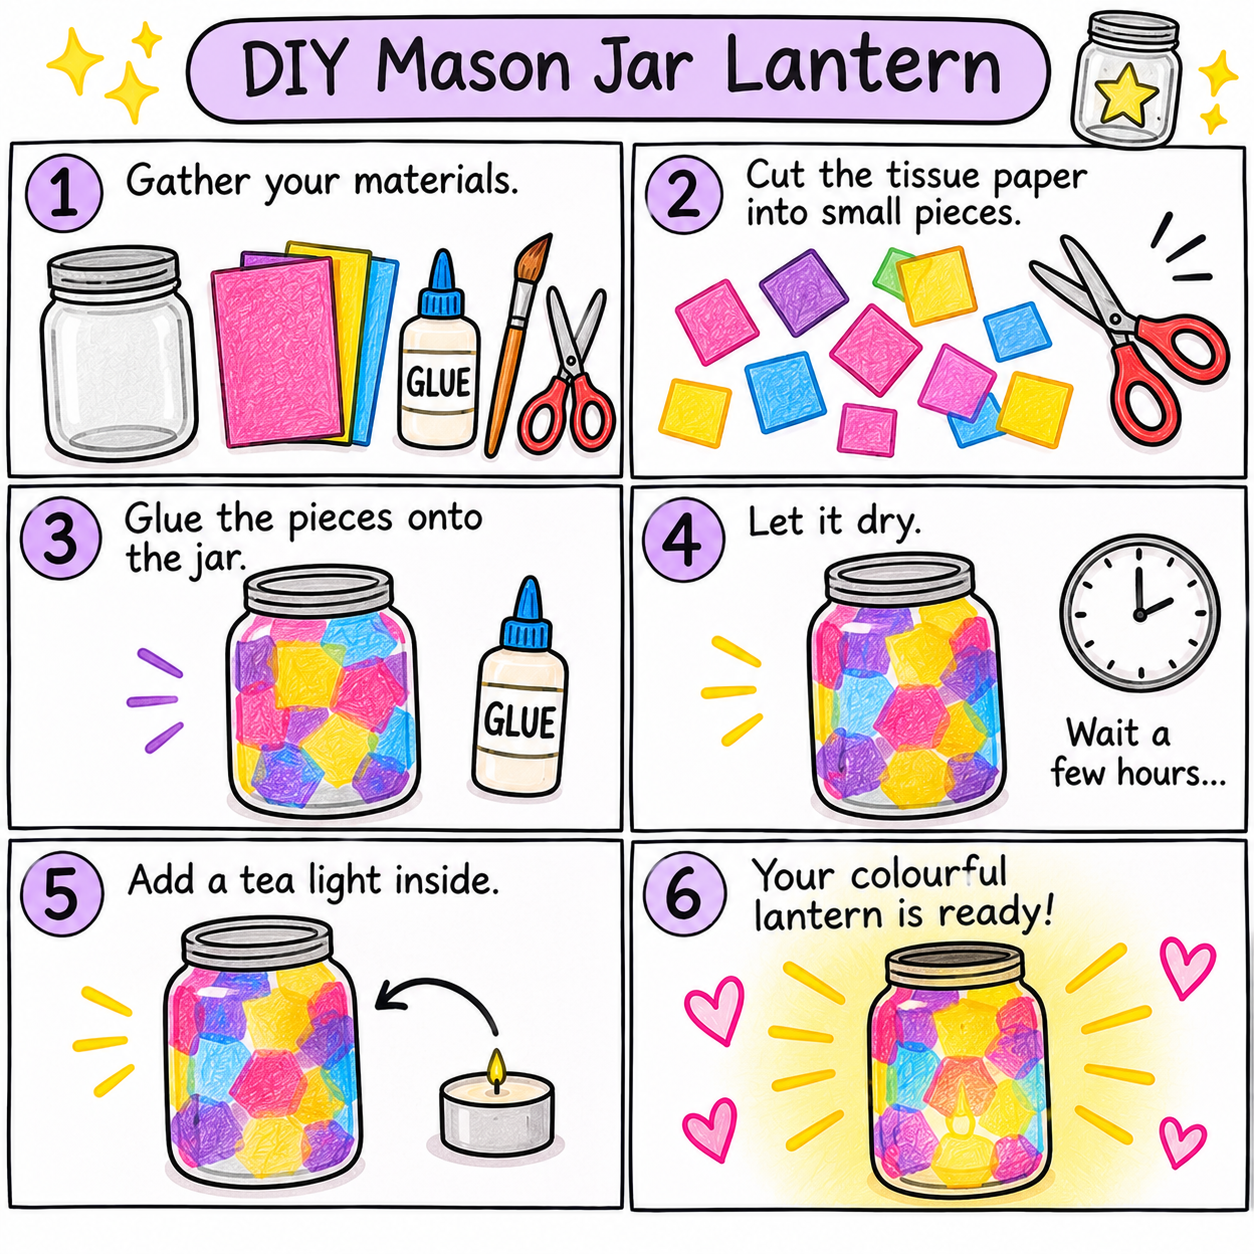 DIY Mason Jar Lantern
1 Gather your materials.
GLUE
2 Cut the tissue paper
into small pieces.
3 Glue the pieces onto
the jar.
GLUE
4 Let it dry.
Wait a
few hours...
5 Add a tea light inside.
6 Your colourful
lantern is ready!